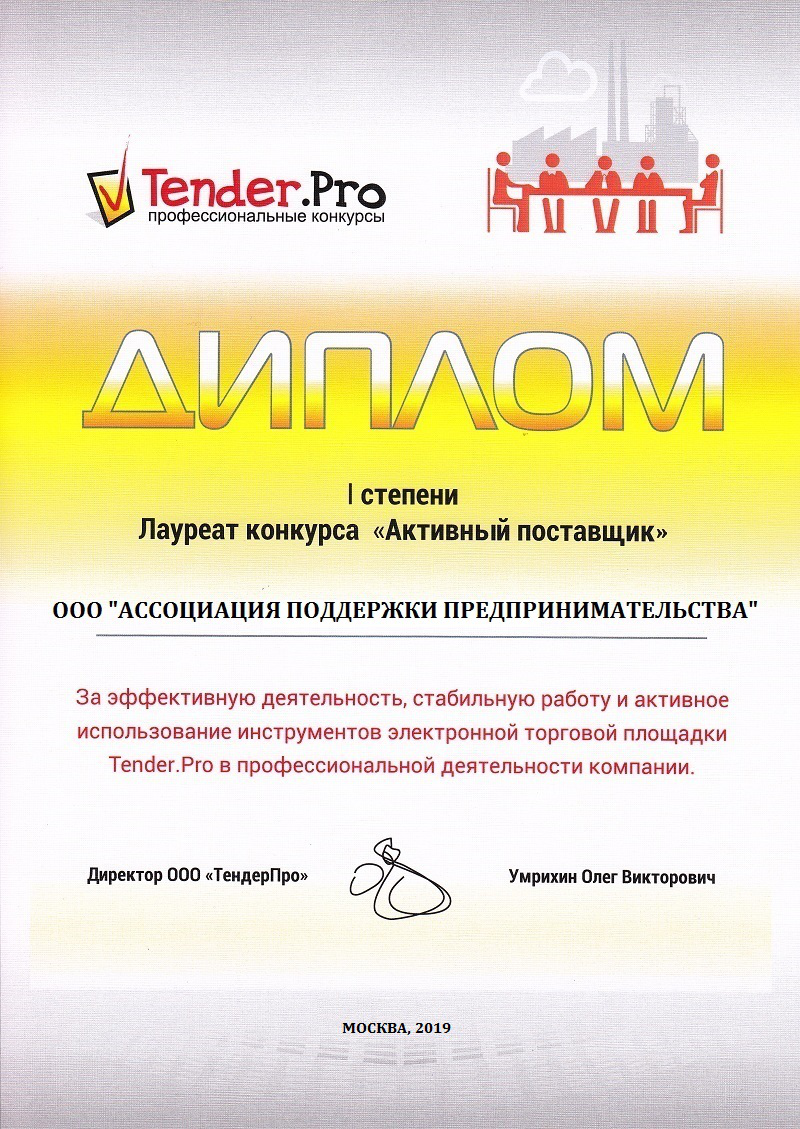 Tender.Pro
профессиональные конкурсы
ДИПЛОМ
I степени
Лауреат конкурса «Активный поставщик»
ООО "АССОЦИАЦИЯ ПОДДЕРЖКИ ПРЕДПРИНИМАТЕЛЬСТВА"
За эффективную деятельность, стабильную работу и активное
использование инструментов электронной торговой площадки
Tender.Pro в профессиональной деятельности компании.
Директор ООО «ТендерПро» Умрихин Олег Викторович
МОСКВА, 2019